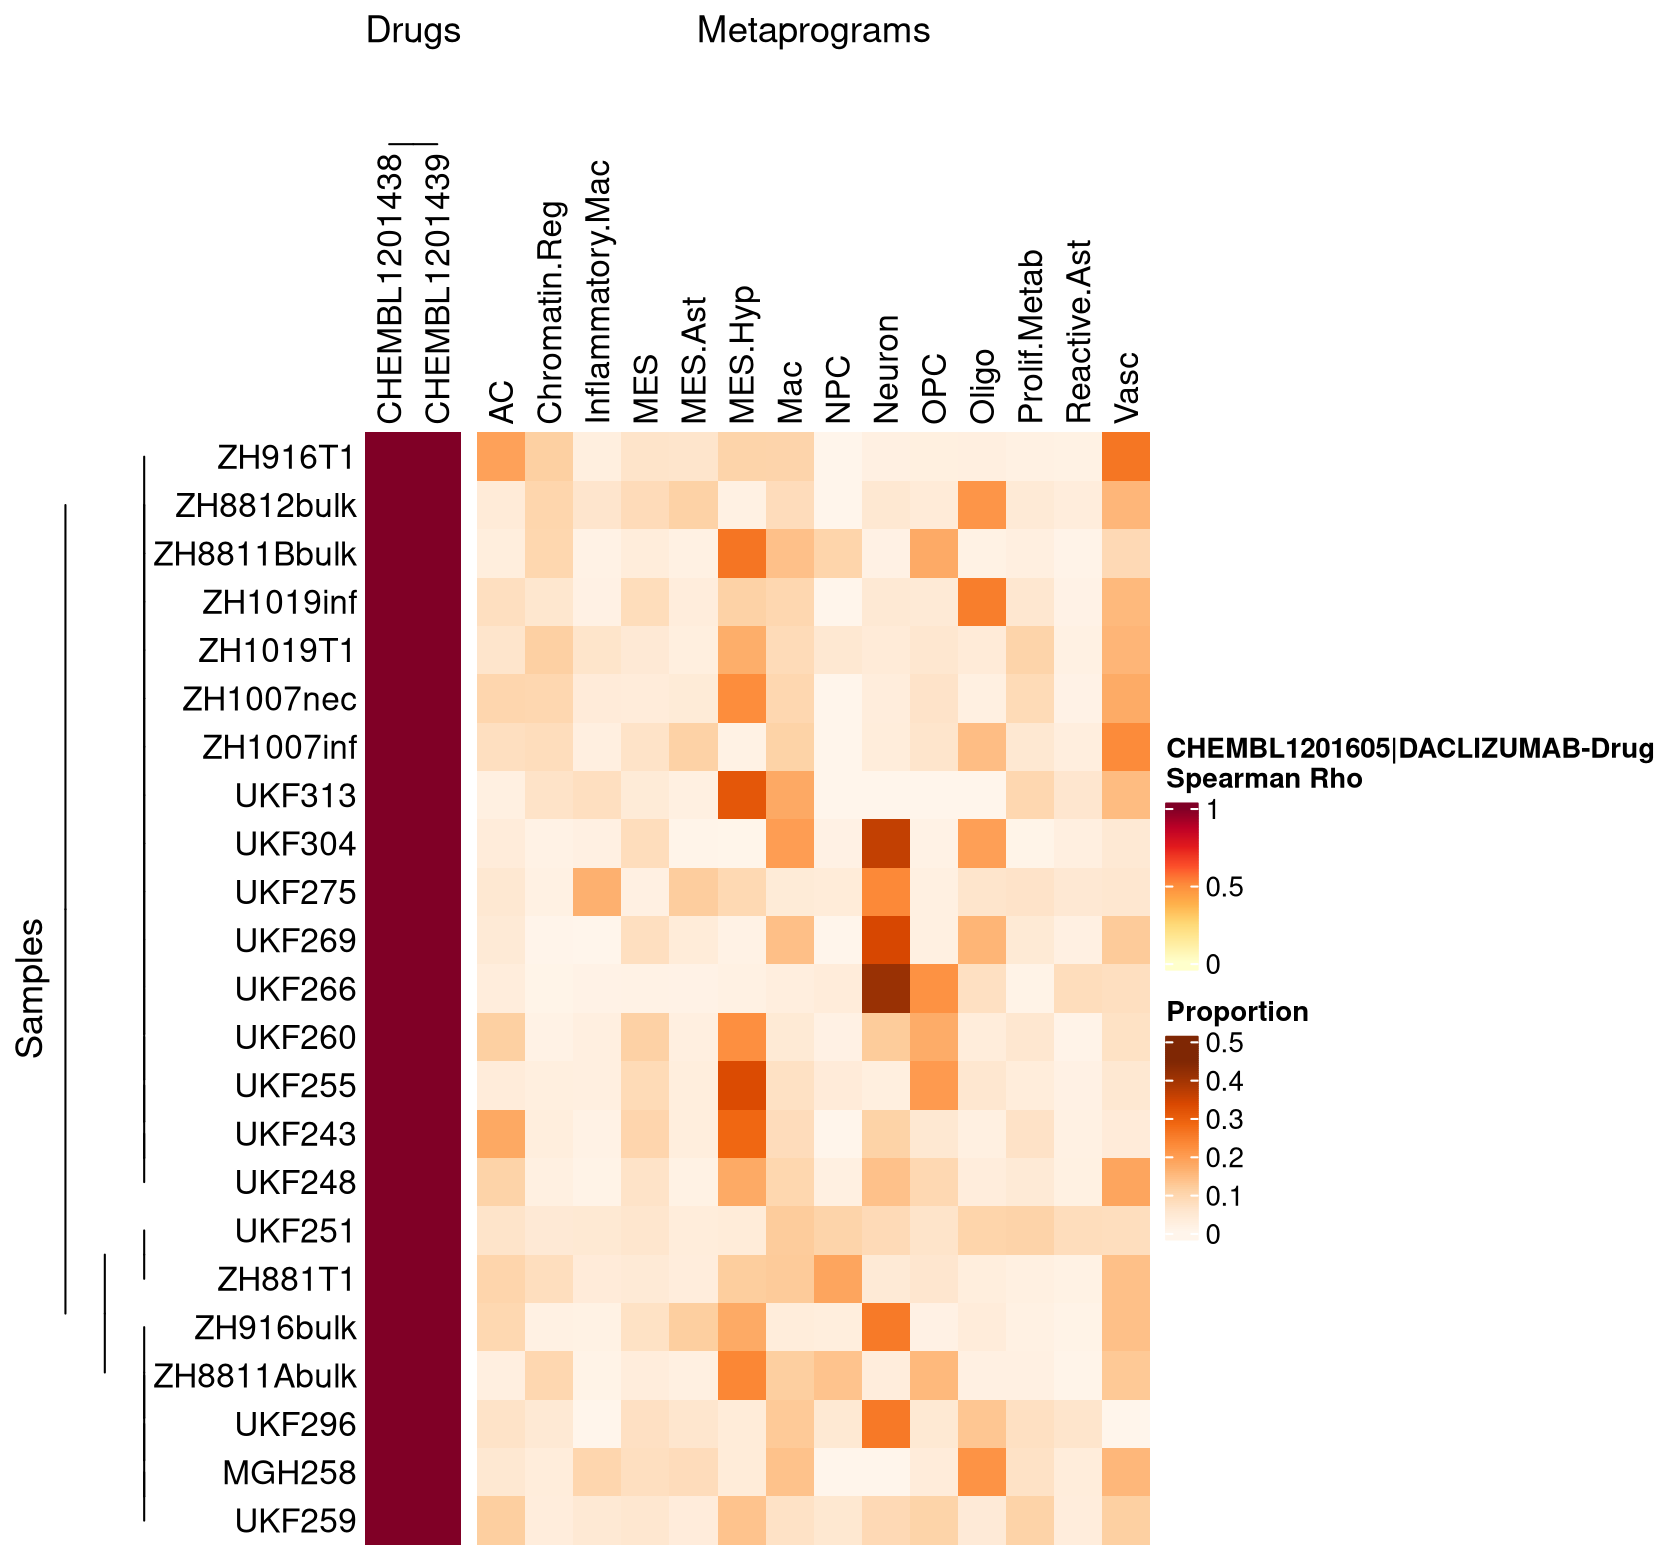 Drugs
Metaprograms
CHEMBL1201438
CHEMBL1201439
AC
Chromatin.Reg
Inflammatory.Mac
MES
MES.Ast
MES.Hyp
Mac
NPC
Neuron
OPC
Oligo
Prolif.Metab
Reactive.Ast
Vasc
Samples
ZH916T1
ZH8812bulk
ZH8811Bbulk
ZH1019inf
ZH1019T1
ZH1007nec
ZH1007inf
UKF313
UKF304
UKF275
UKF269
UKF266
UKF260
UKF255
UKF243
UKF248
UKF251
ZH881T1
ZH916bulk
ZH8811Abulk
UKF296
MGH258
UKF259
CHEMBL1201605|DACLIZUMAB-Drug
Spearman Rho
1
0.5
0
Proportion
0.5
0.4
0.3
0.2
0.1
0